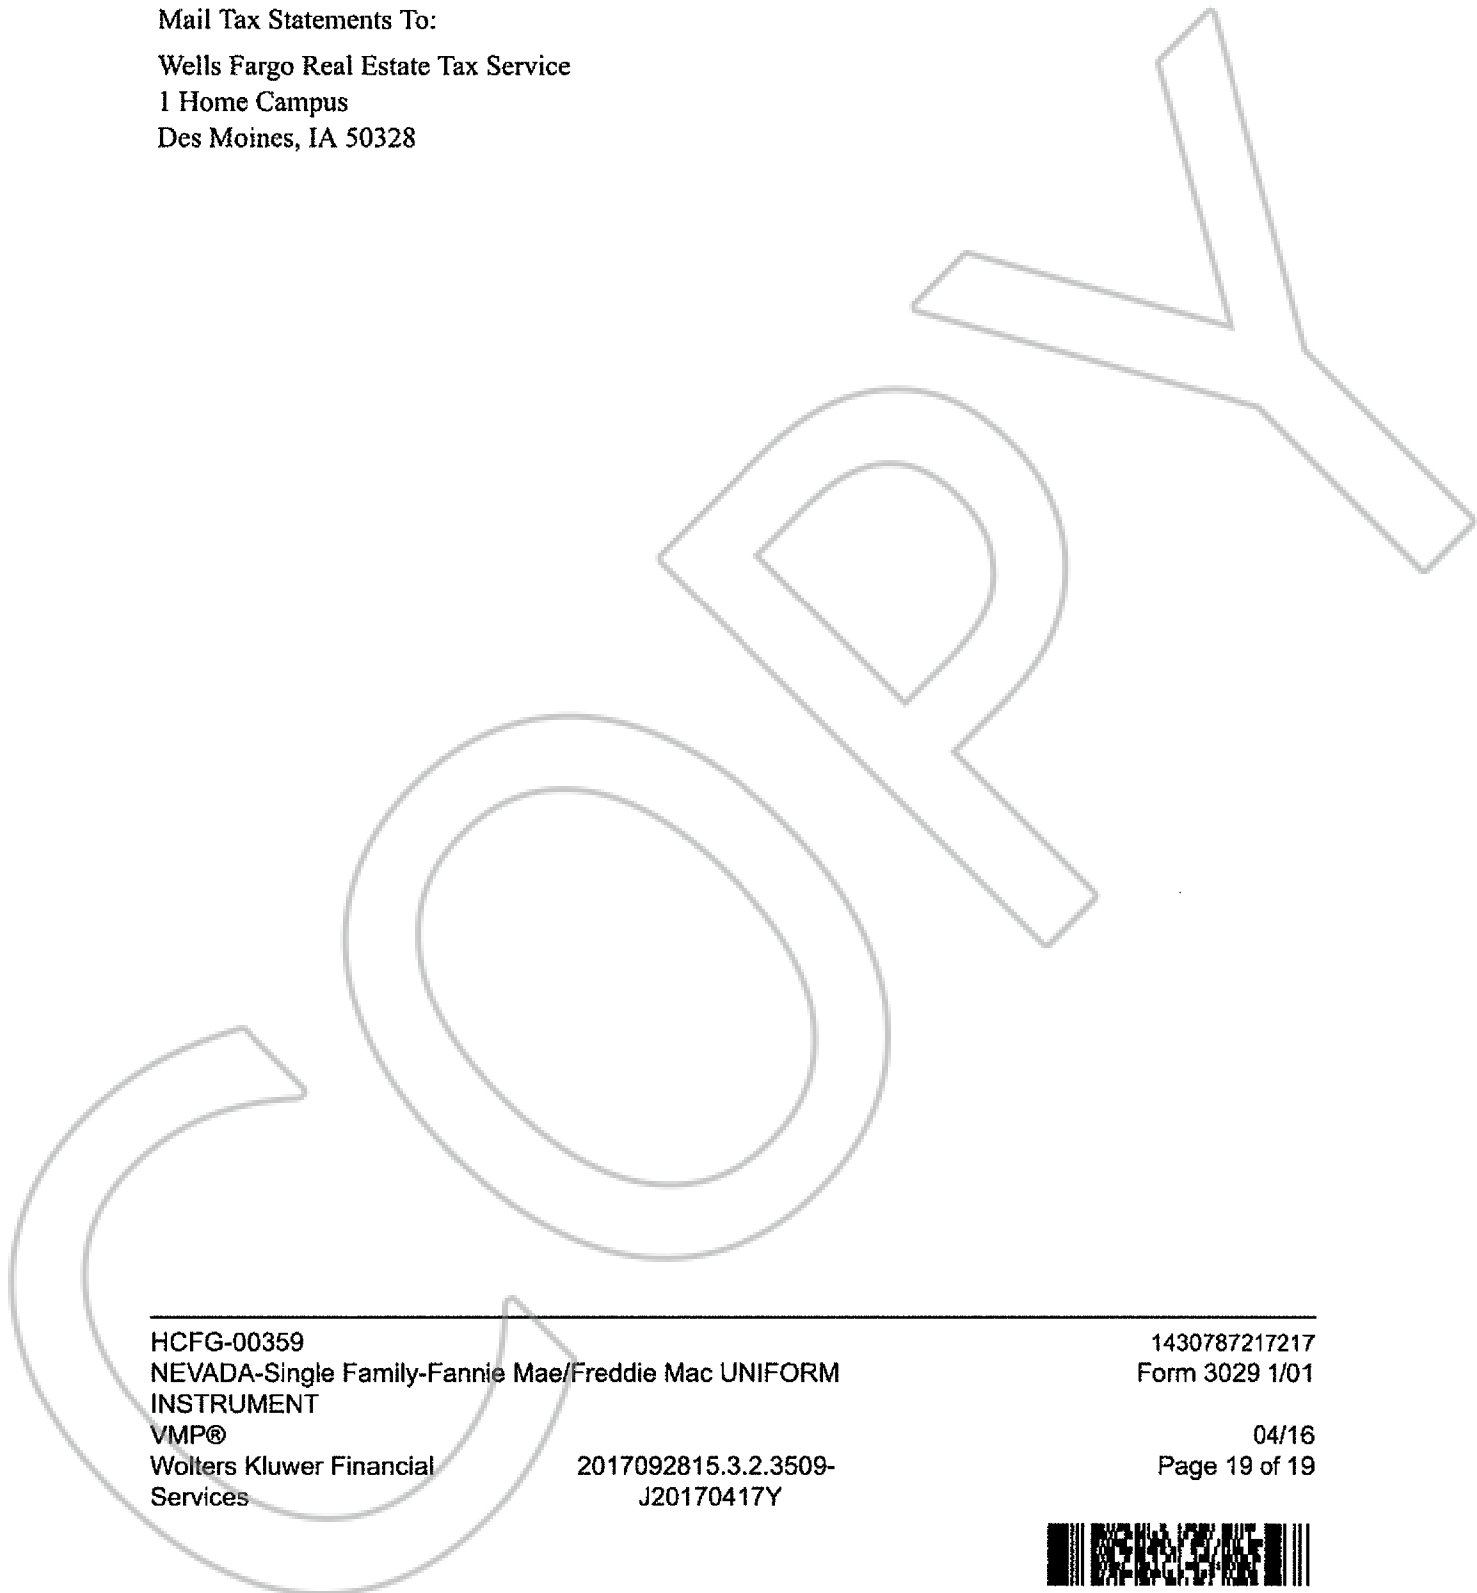 Mail Tax Statements To:
Wells Fargo Real Estate Tax Service
1 Home Campus
Des Moines, IA 50328
COPY
HCFG-00359 1430787217217
NEVADA-Single Family-Fannie Mae/Freddie Mac UNIFORM Form 3029 1/01
INSTRUMENT
VMP® 04/16
Wolters Kluwer Financial 2017092815.3.2.3509- Page 19 of 19
Services J20170417Y